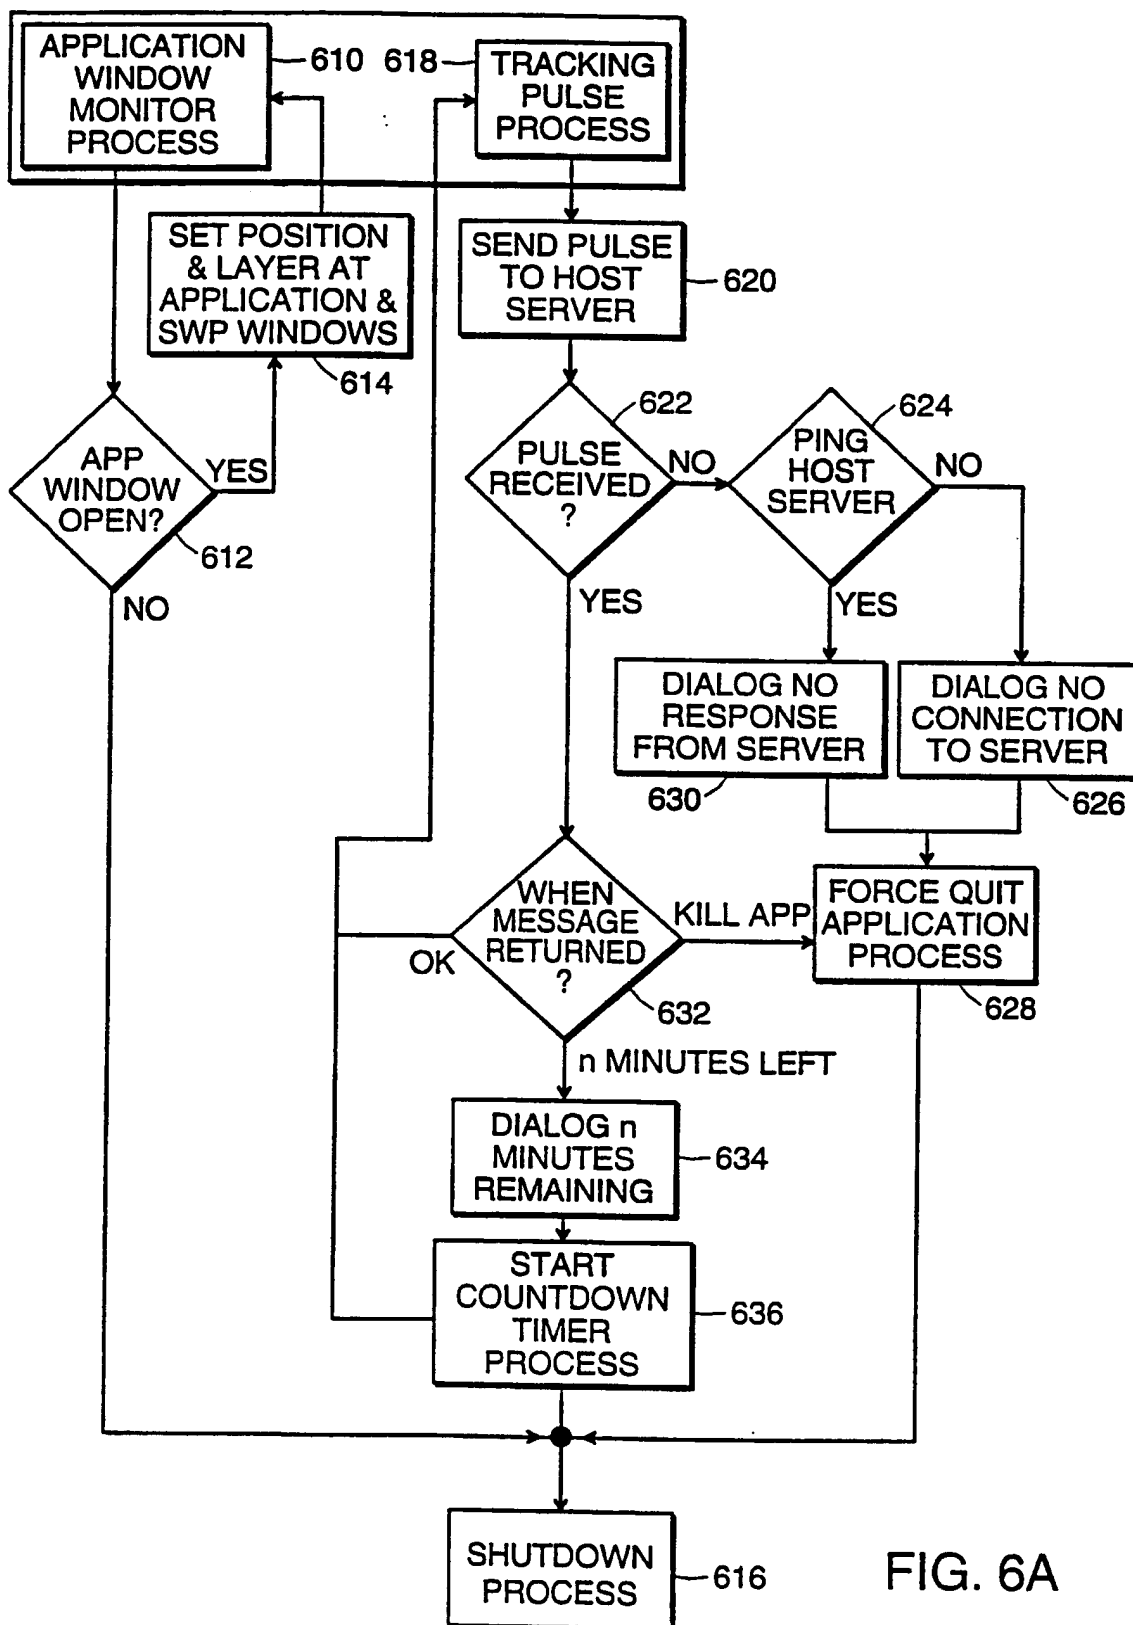 APPLICATION
WINDOW
MONITOR
PROCESS
610
618
TRACKING
PULSE
PROCESS
SET POSITION
& LAYER AT
APPLICATION &
SWP WINDOWS
614
SEND PULSE
TO HOST
SERVER
620
APP
WINDOW
OPEN?
YES
612
NO
PULSE
RECEIVED
?
622
NO
YES
PING
HOST
SERVER
624
NO
YES
DIALOG NO
RESPONSE
FROM SERVER
630
DIALOG NO
CONNECTION
TO SERVER
626
WHEN
MESSAGE
RETURNED
?
OK
KILL APP
632
n MINUTES LEFT
FORCE QUIT
APPLICATION
PROCESS
628
DIALOG n
MINUTES
REMAINING
634
START
COUNTDOWN
TIMER
PROCESS
636
SHUTDOWN
PROCESS
616
FIG. 6A